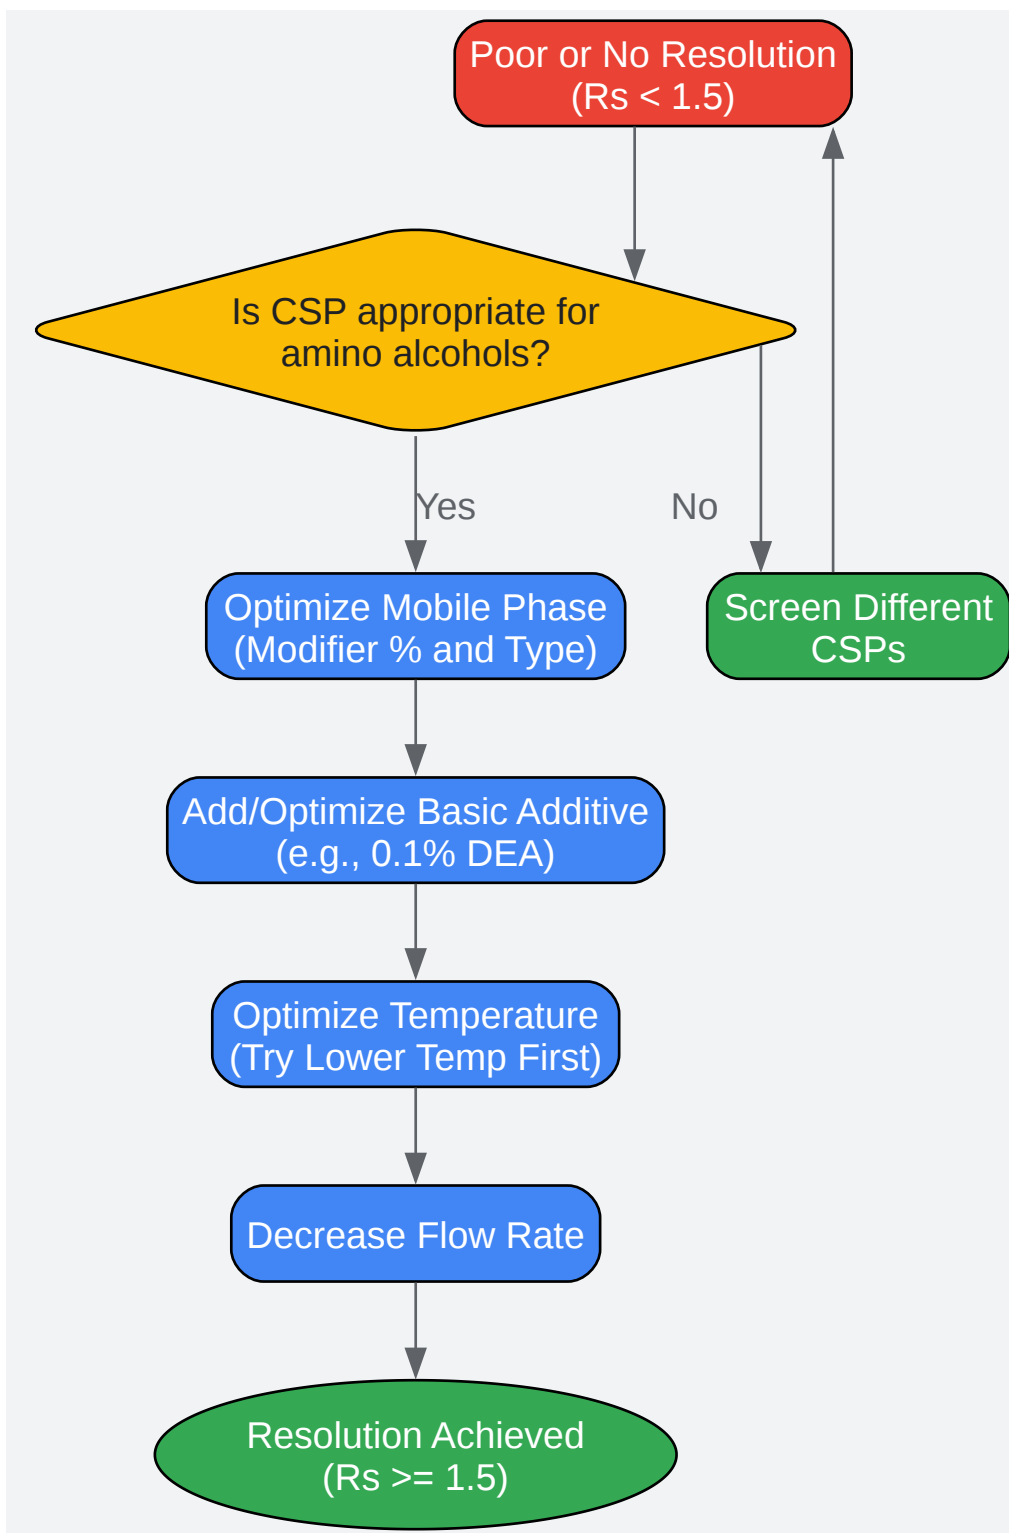 Poor or No Resolution
(Rs < 1.5)
Is CSP appropriate for
amino alcohols?
Yes
No
Optimize Mobile Phase
(Modifier % and Type)
Screen Different
CSPs
Add/Optimize Basic Additive
(e.g., 0.1% DEA)
Optimize Temperature
(Try Lower Temp First)
Decrease Flow Rate
Resolution Achieved
(Rs >= 1.5)